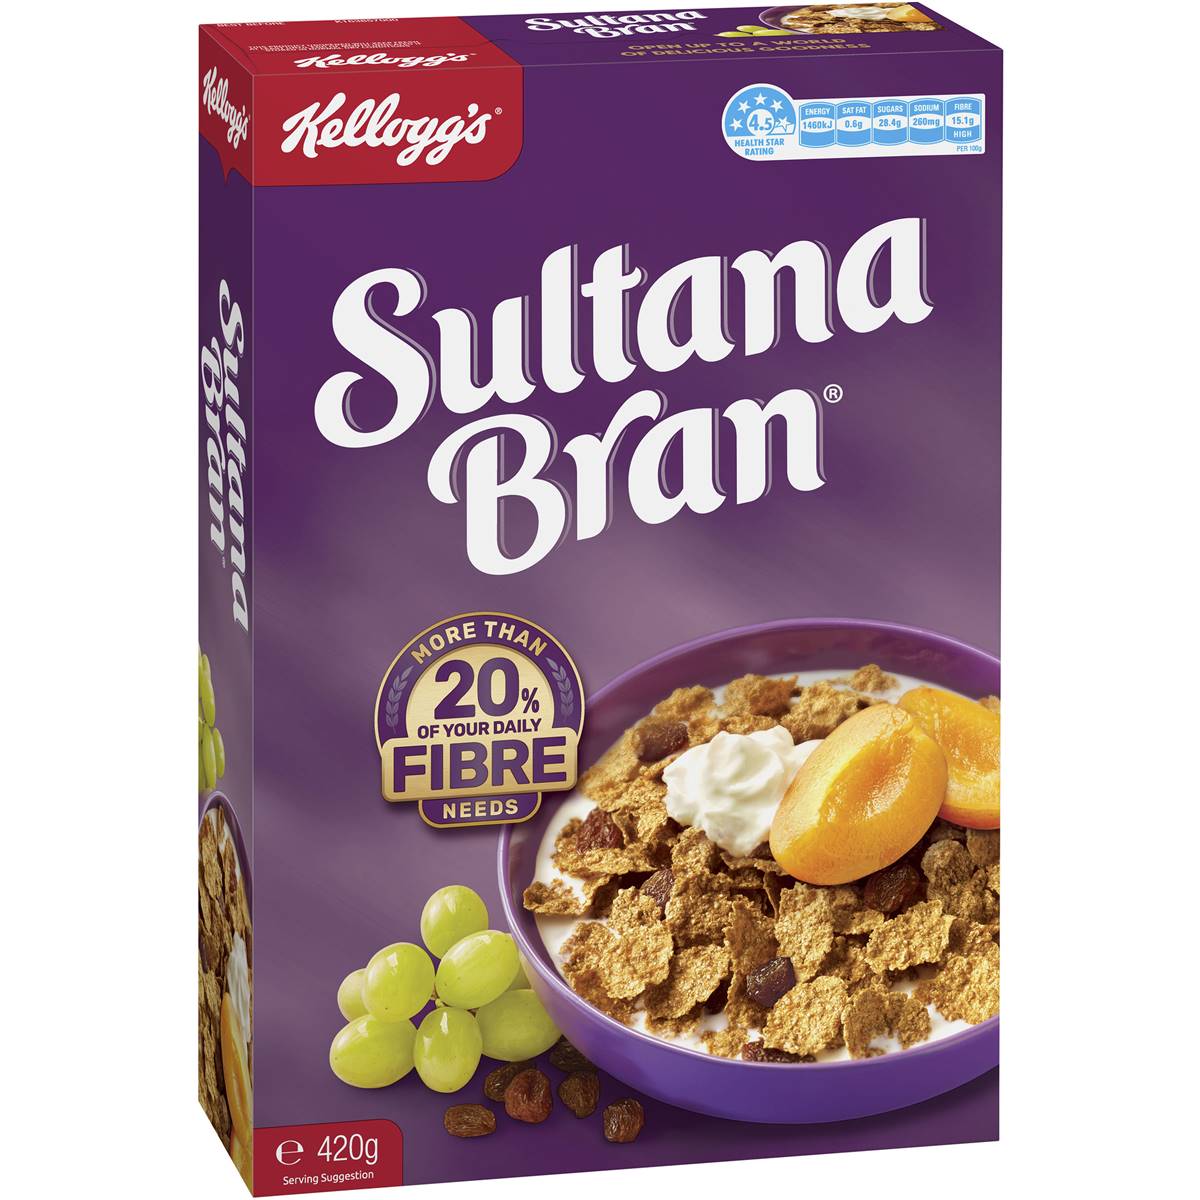 Kellogg's
Sultana Bran
OPEN UP TO A WORLD
OF DELICIOUS GOODNESS
Kellogg's®
4.5
HEALTH STAR
RATING
ENERGY
1460kJ
SAT FAT
0.6g
SUGARS
28.4g
SODIUM
260mg
FIBRE
15.1g
HIGH
PER 100g
Sultana
Bran®
MORE THAN
20%
OF YOUR DAILY
FIBRE
NEEDS
e 420g
Serving Suggestion
Kellogg's
Sultana
Bran®